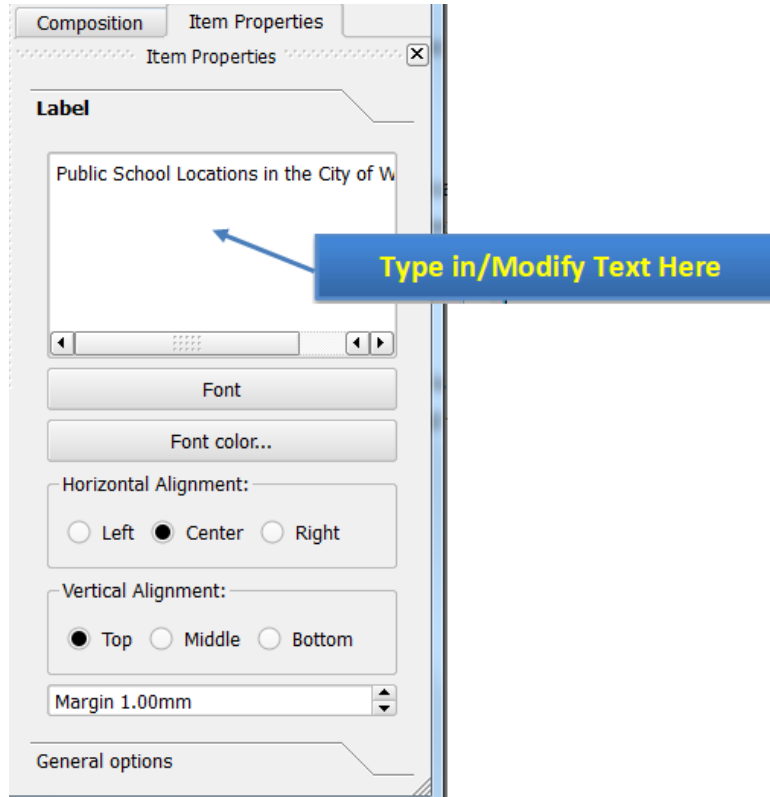 Composition
Item Properties
Item Properties
Label
Public School Locations in the City of W
Type in/Modify Text Here
Font
Font color...
Horizontal Alignment:
Left Center Right
Vertical Alignment:
Top Middle Bottom
Margin 1.00mm
General options